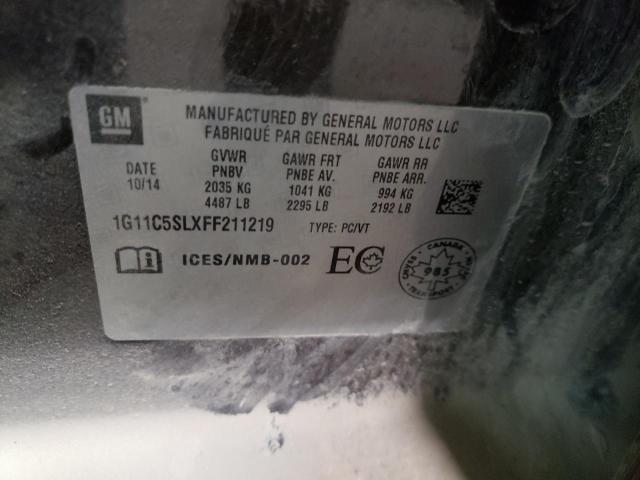 GM
MANUFACTURED BY GENERAL MOTORS LLC
FABRIQUÉ PAR GENERAL MOTORS LLC
DATE GVWR GAWR FRT GAWR RR
10/14 PNBV PNBE AV. PNBE ARR.
2035 KG 1041 KG 994 KG
4487 LB 2295 LB 2192 LB
1G11C5SLXFF211219 TYPE: PC/VT
ICES/NMB-002 EC CANADA 985 TRANSPORT